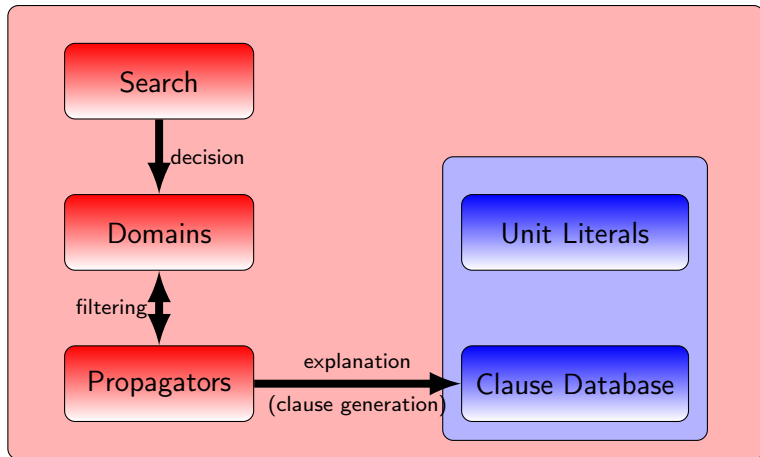 Search
decision
Domains
Unit Literals
filtering
Propagators
explanation
(clause generation)
Clause Database